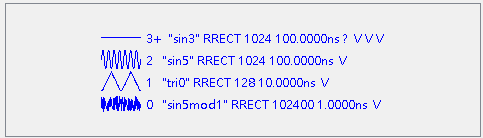 3+ "sin3" RRECT 1024 100.0000ns ? V V V
2 "sin5" RRECT 1024 100.0000ns V
1 "tri0" RRECT 128 10.0000ns V
0 "sin5mod1" RRECT 102400 1.0000ns V